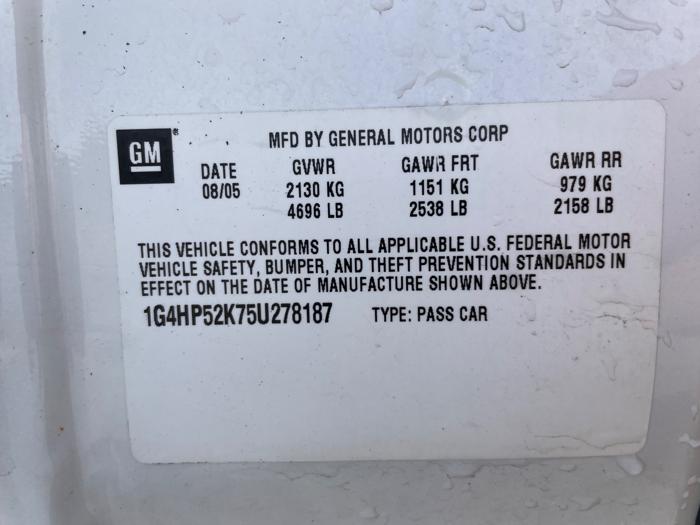 GM
MFD BY GENERAL MOTORS CORP
DATE GVWR GAWR FRT GAWR RR
08/05 2130 KG 1151 KG 979 KG
4696 LB 2538 LB 2158 LB
THIS VEHICLE CONFORMS TO ALL APPLICABLE U.S. FEDERAL MOTOR
VEHICLE SAFETY, BUMPER, AND THEFT PREVENTION STANDARDS IN
EFFECT ON THE DATE OF MANUFACTURE SHOWN ABOVE.
1G4HP52K75U278187 TYPE: PASS CAR